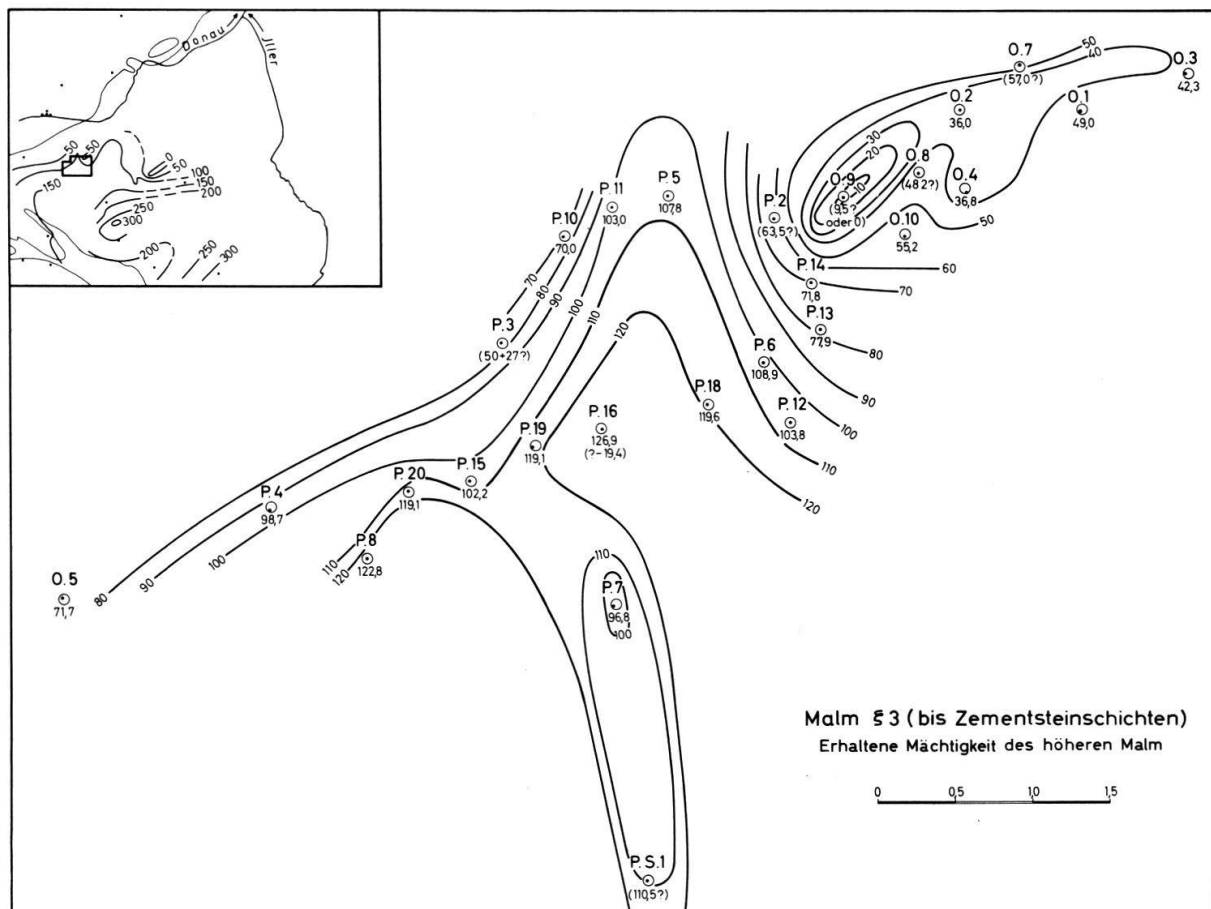 Donau
Iller
50
50
0
50
100
150
200
150
250
300
200
250
300
O.7
(57,0?)
50
40
O.3
42,3
O.2
36,0
O.1
49,0
30
20
10
O.8
(48,2?)
O.9
(9,5?
oder 0)
O.4
36,8
O.10
55,2
50
60
70
P.2
(63,5?)
P.14
71,8
P.13
77,9
80
90
100
110
120
P.5
107,8
P.11
103,0
P.10
70,0
70
80
90
100
110
120
P.3
(50+27?)
P.6
108,9
P.12
103,8
P.18
119,6
P.16
126,9
(?-19,4)
P.19
119,1
P.15
102,2
P.20
119,1
P.4
98,7
P.8
122,8
110
120
O.5
71,7
80
90
100
110
P.7
96,8
100
P.S.1
(110,5?)
Malm ξ3 (bis Zementsteinschichten)
Erhaltene Mächtigkeit des höheren Malm
0 0,5 1,0 1,5